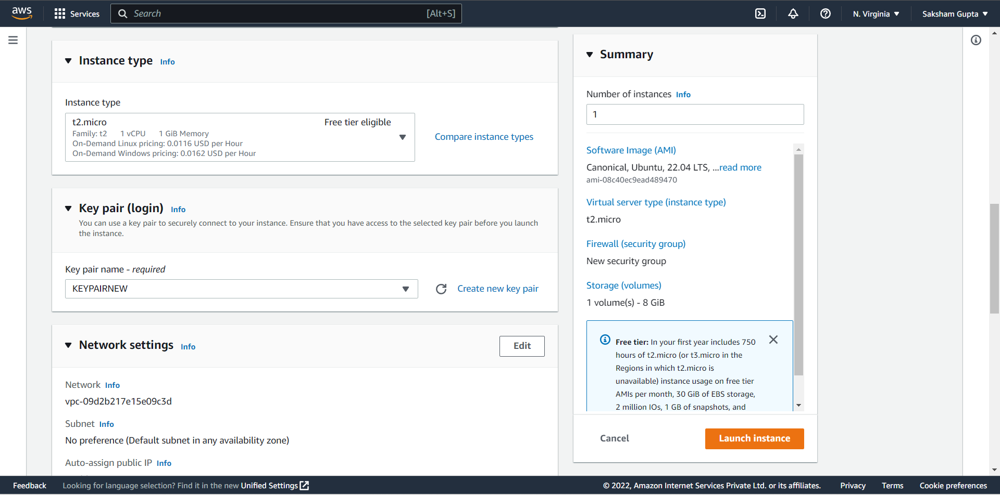 aws
Services
Search
[Alt+S]
N. Virginia
Saksham Gupta
Instance type Info
Instance type
t2.micro
Free tier eligible
Family: t2 1 vCPU 1 GiB Memory
On-Demand Linux pricing: 0.0116 USD per Hour
On-Demand Windows pricing: 0.0162 USD per Hour
Compare instance types
Key pair (login) Info
You can use a key pair to securely connect to your instance. Ensure that you have access to the selected key pair before you launch
the instance.
Key pair name - required
KEYPAIRNEW
Create new key pair
Network settings Info
Edit
Network Info
vpc-09d2b217e15e09c3d
Subnet Info
No preference (Default subnet in any availability zone)
Auto-assign public IP Info
Summary
Number of instances Info
1
Software Image (AMI)
Canonical, Ubuntu, 22.04 LTS, ...read more
ami-08c40ec9ead489470
Virtual server type (instance type)
t2.micro
Firewall (security group)
New security group
Storage (volumes)
1 volume(s) - 8 GiB
Free tier: In your first year includes 750
hours of t2.micro (or t3.micro in the
Regions in which t2.micro is
unavailable) instance usage on free tier
AMIs per month, 30 GiB of EBS storage,
2 million IOs, 1 GB of snapshots, and
Cancel
Launch instance
Feedback
Looking for language selection? Find it in the new Unified Settings
© 2022, Amazon Internet Services Private Ltd. or its affiliates.
Privacy
Terms
Cookie preferences